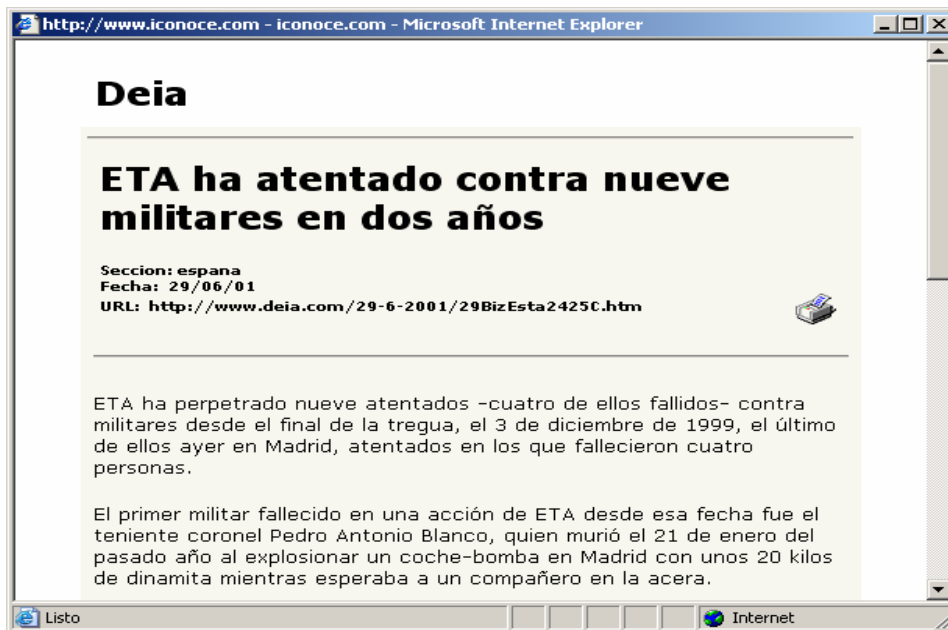 http://www.iconoce.com - iconoce.com - Microsoft Internet Explorer
Deia
ETA ha atentado contra nueve
militares en dos años
Seccion: espana
Fecha: 29/06/01
URL: http://www.deia.com/29-6-2001/29BizEsta2425C.htm
ETA ha perpetrado nueve atentados –cuatro de ellos fallidos– contra
militares desde el final de la tregua, el 3 de diciembre de 1999, el último
de ellos ayer en Madrid, atentados en los que fallecieron cuatro
personas.
El primer militar fallecido en una acción de ETA desde esa fecha fue el
teniente coronel Pedro Antonio Blanco, quien murió el 21 de enero del
pasado año al explosionar un coche-bomba en Madrid con unos 20 kilos
de dinamita mientras esperaba a un compañero en la acera.
Listo
Internet